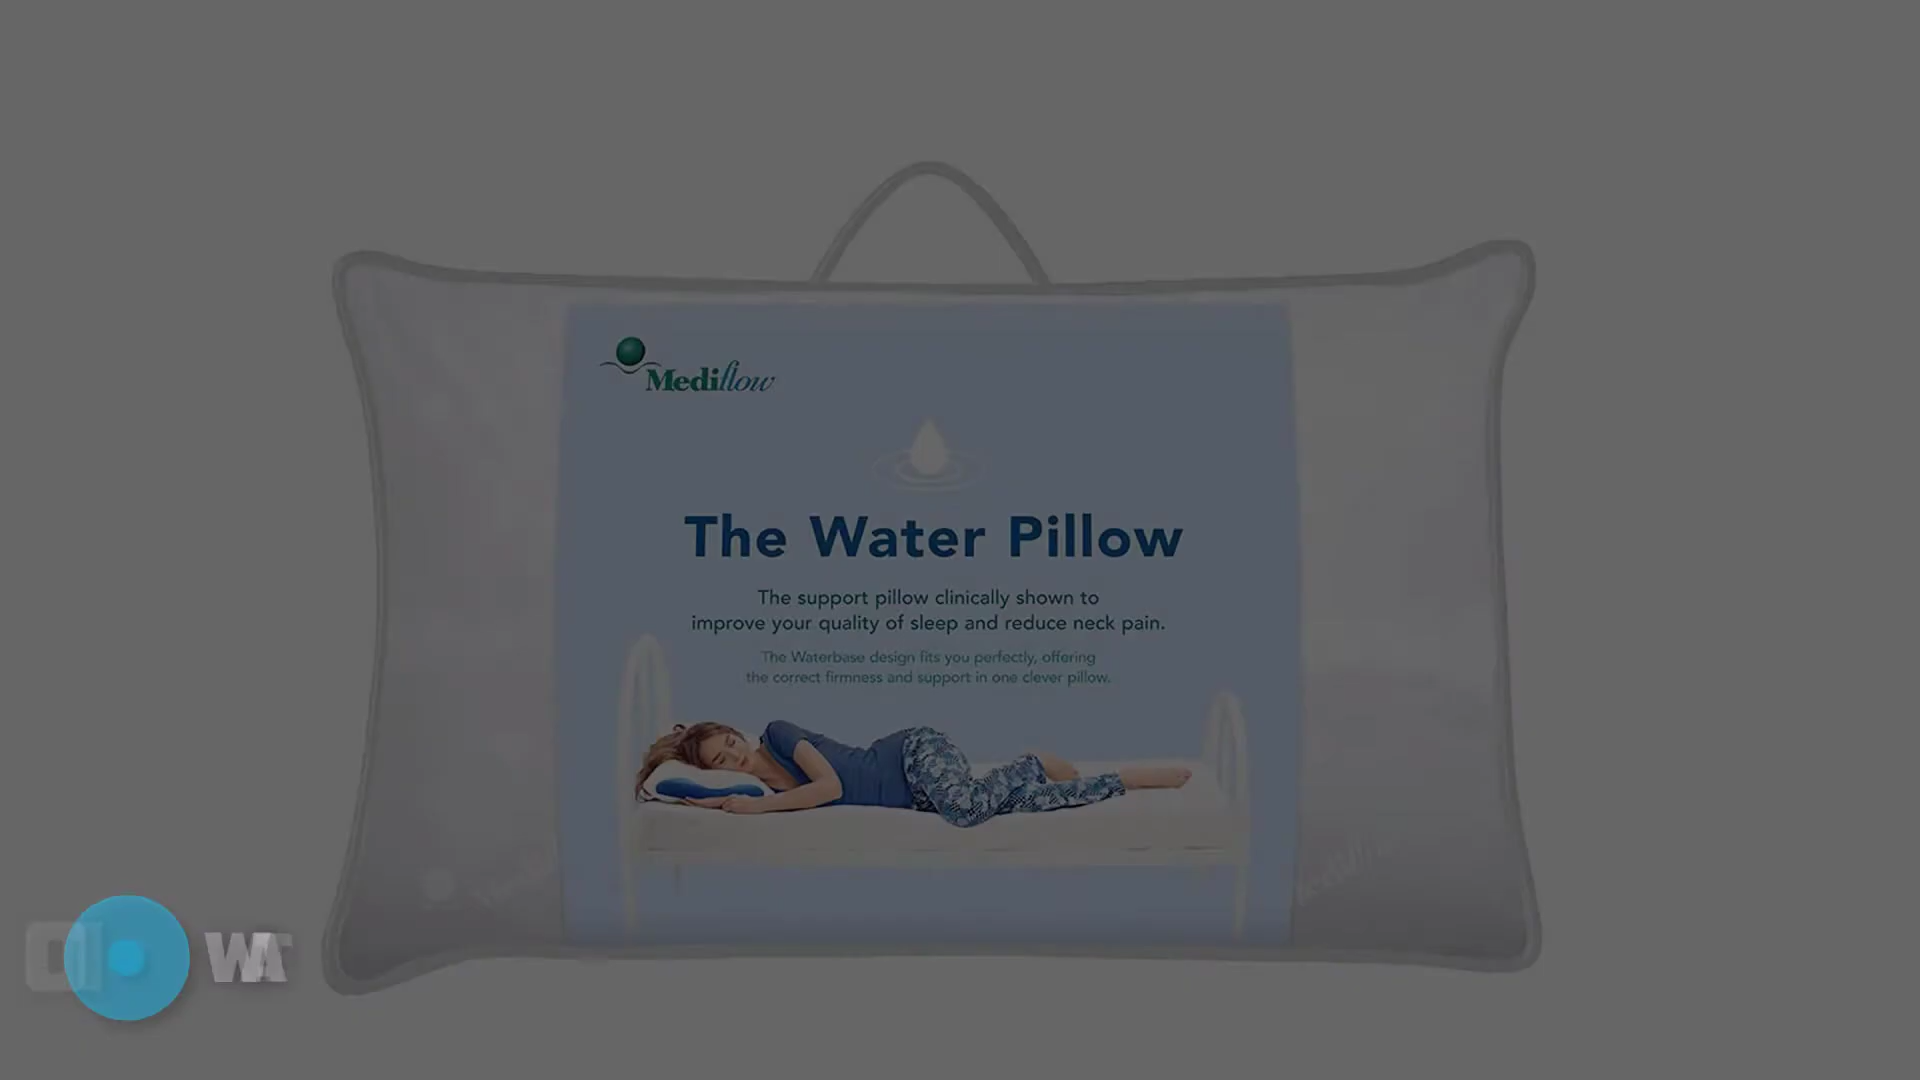 Mediflow
The Water Pillow
The support pillow clinically shown to
improve your quality of sleep and reduce neck pain.
The Waterbase design fits you perfectly, offering
the correct firmness and support in one clever pillow.